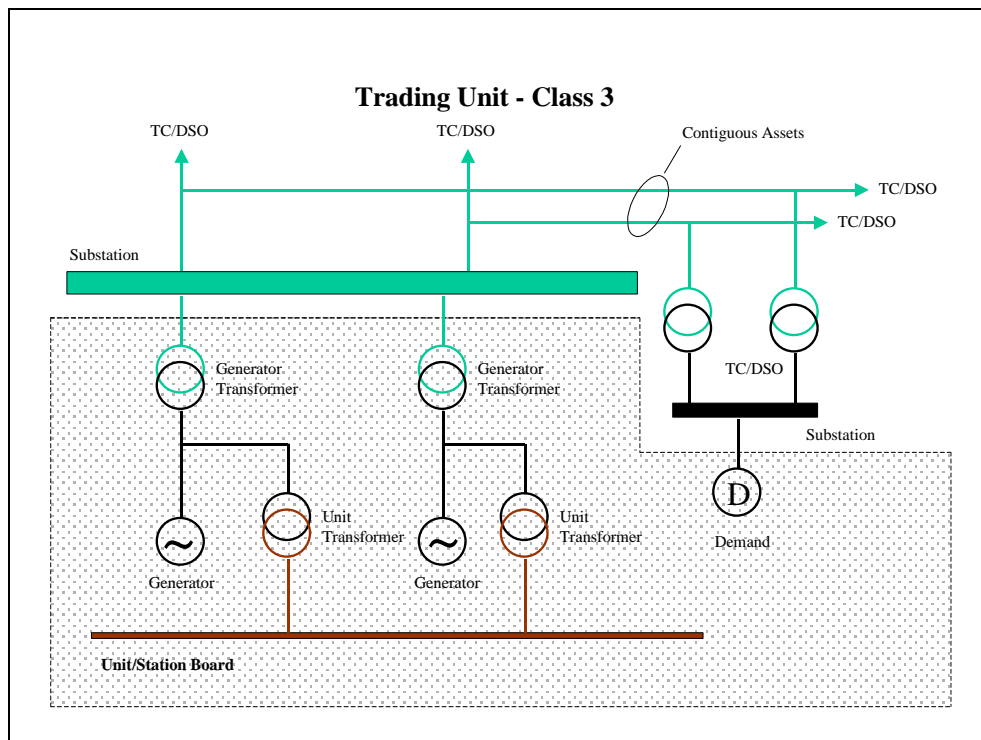 Trading Unit - Class 3
TC/DSO
TC/DSO
Contiguous Assets
TC/DSO
TC/DSO
Substation
Generator
Transformer
Generator
Transformer
TC/DSO
Substation
D
Unit
Transformer
Unit
Transformer
Demand
~
~
Generator
Generator
Unit/Station Board